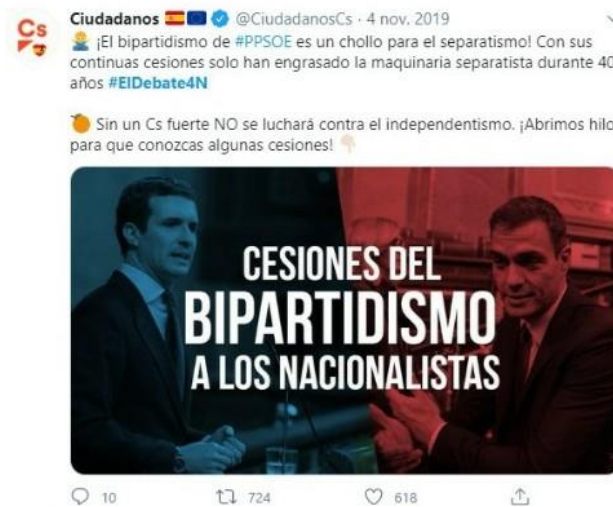 Cs
Ciudadanos 🇪🇸🇪🇺 @CiudadanosCs · 4 nov. 2019
¡El bipartidismo de #PPSOE es un chollo para el separatismo! Con sus
continuas cesiones solo han engrasado la maquinaria separatista durante 40
años #ElDebate4N
🍊 Sin un Cs fuerte NO se luchará contra el independentismo. ¡Abrimos hilo
para que conozcas algunas cesiones! 👇🏻
CESIONES DEL
BIPARTIDISMO
A LOS NACIONALISTAS
10 724 618